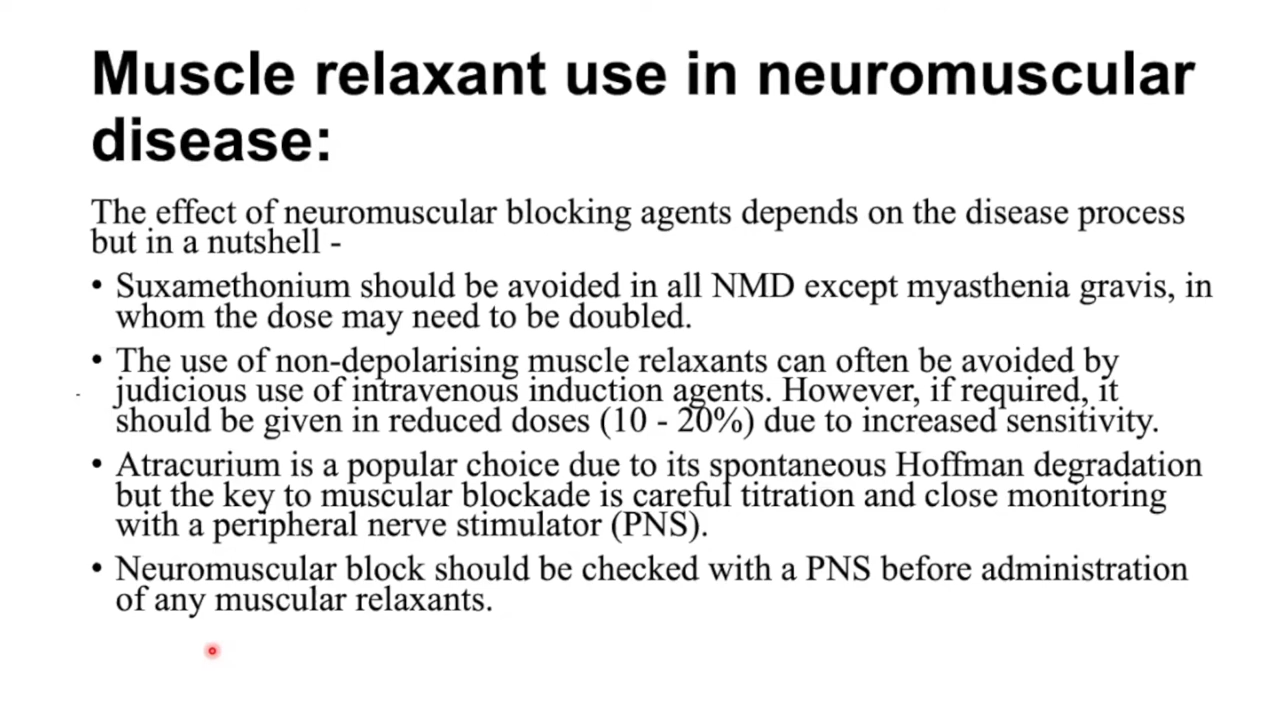 Muscle relaxant use in neuromuscular
disease:
The effect of neuromuscular blocking agents depends on the disease process
but in a nutshell -
• Suxamethonium should be avoided in all NMD except myasthenia gravis, in
whom the dose may need to be doubled.
• The use of non-depolarising muscle relaxants can often be avoided by
judicious use of intravenous induction agents. However, if required, it
should be given in reduced doses (10 - 20%) due to increased sensitivity.
• Atracurium is a popular choice due to its spontaneous Hoffman degradation
but the key to muscular blockade is careful titration and close monitoring
with a peripheral nerve stimulator (PNS).
• Neuromuscular block should be checked with a PNS before administration
of any muscular relaxants.